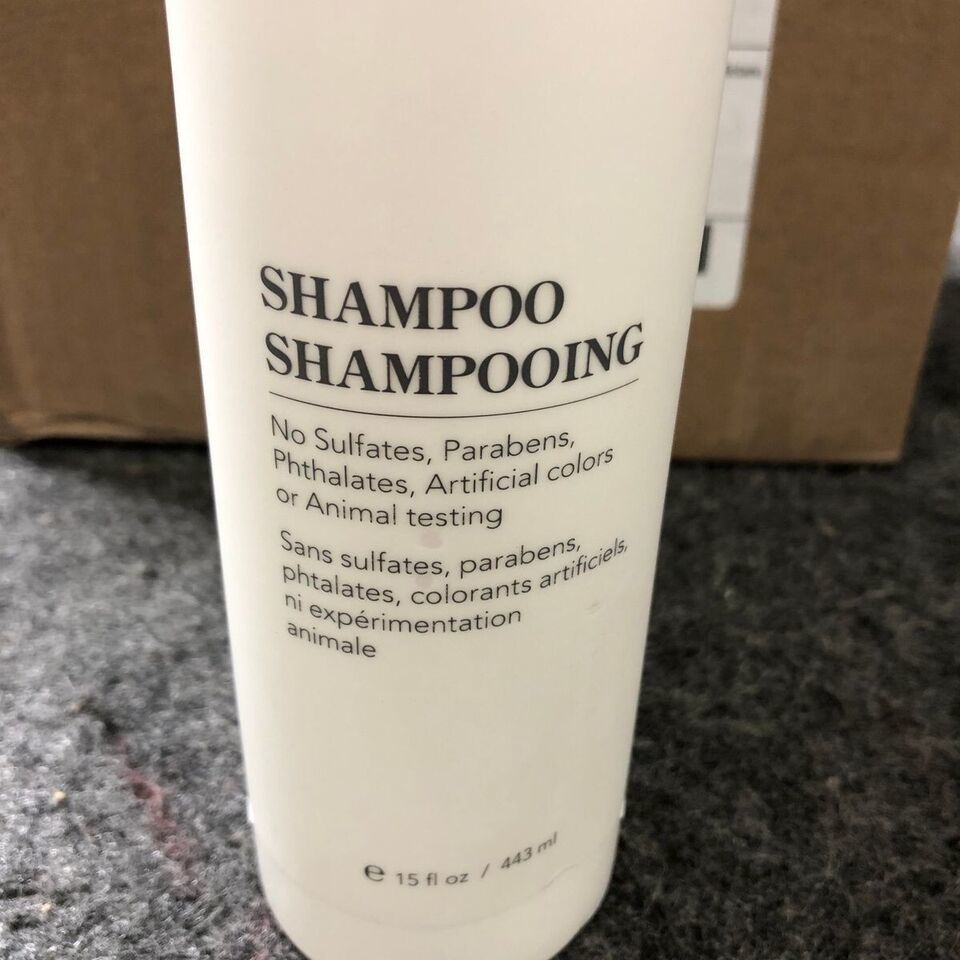 SHAMPOO
SHAMPOOING
No Sulfates, Parabens,
Phthalates, Artificial colors
or Animal testing
Sans sulfates, parabens,
phtalates, colorants artificiels,
ni expérimentation
animale
℮ 15 fl oz / 443 ml